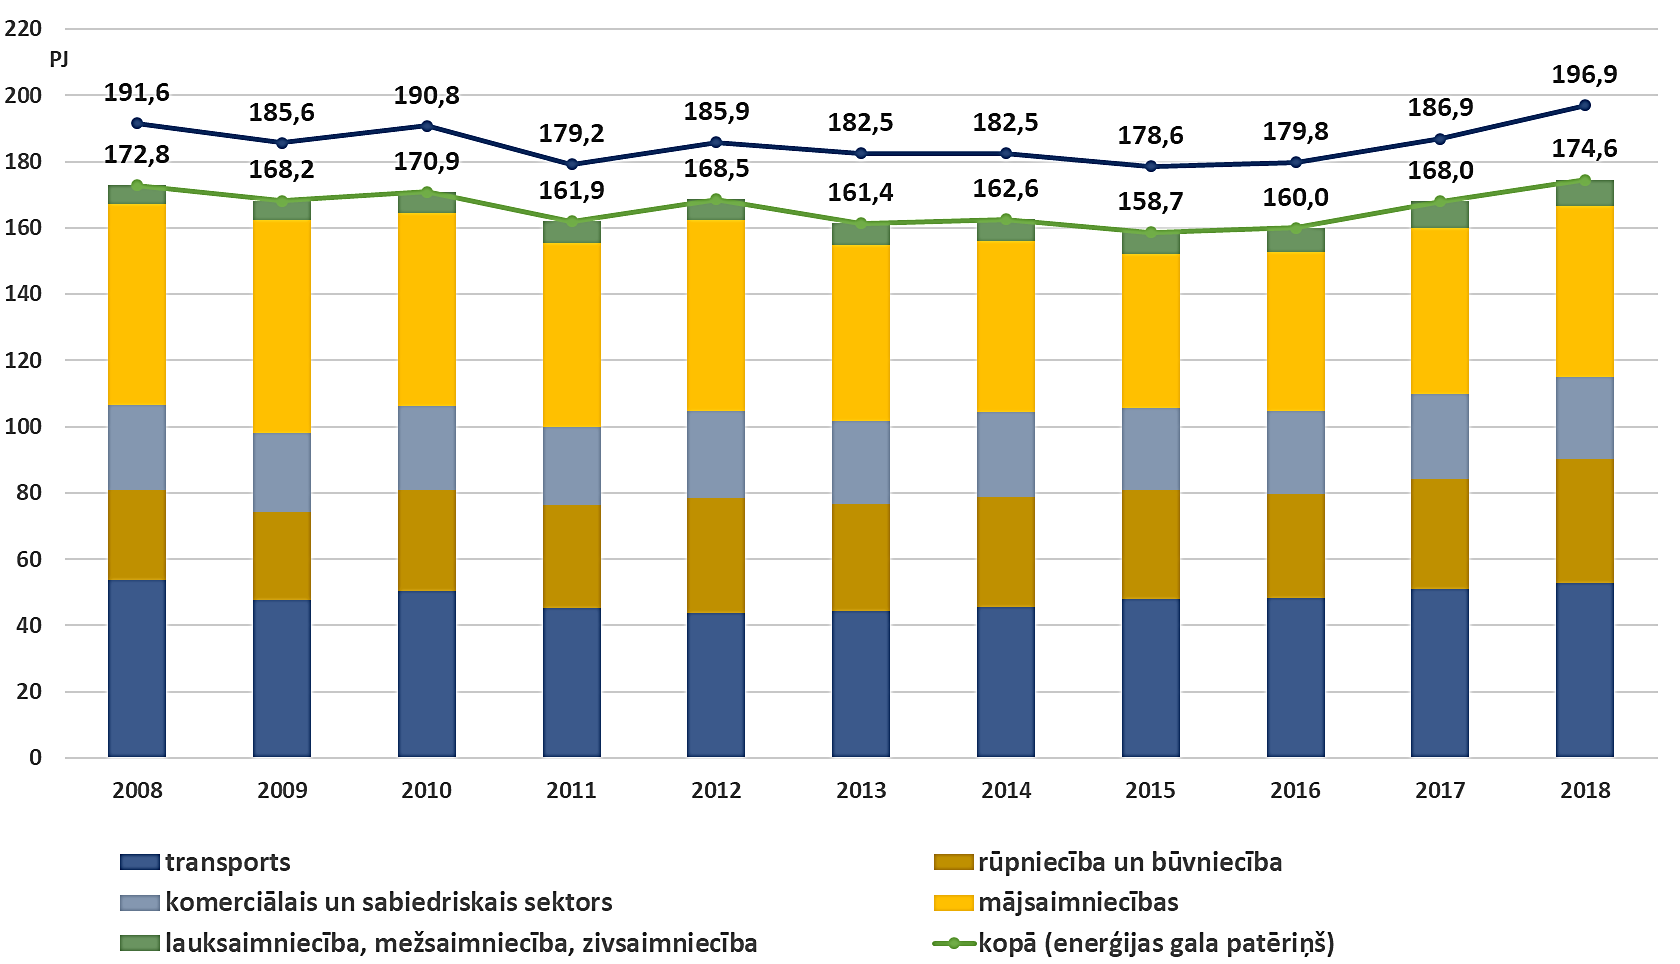 220
PJ
200
180
160
140
120
100
80
60
40
20
0
191,6 185,6 190,8 179,2 185,9 182,5 182,5 178,6 179,8 186,9 196,9
172,8 168,2 170,9 161,9 168,5 161,4 162,6 158,7 160,0 168,0 174,6
2008 2009 2010 2011 2012 2013 2014 2015 2016 2017 2018
transports
rūpniecība un būvniecība
komerciālais un sabiedriskais sektors
mājsaimniecības
lauksaimniecība, mežsaimniecība, zivsaimniecība
kopā (enerģijas gala patēriņš)